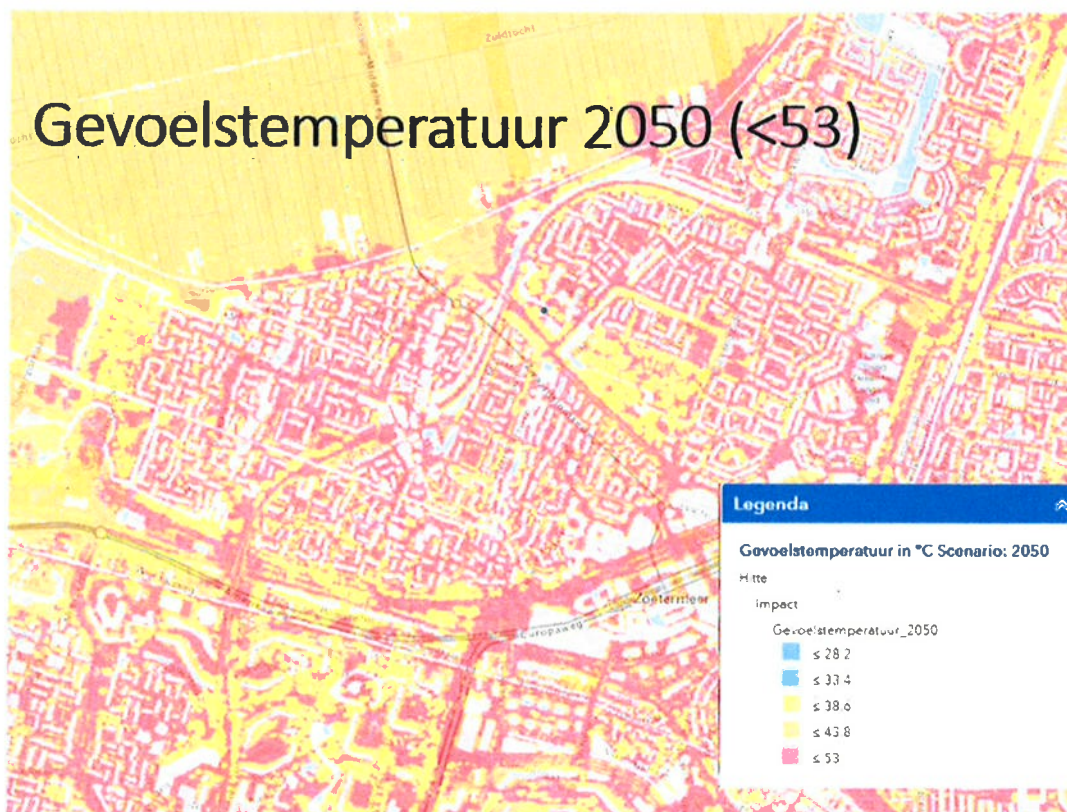 Zuidtocht
Gevoelstemperatuur 2050 (<53)
Legenda
Gevoelstemperatuur in °C Scenario: 2050
Hitte
Impact
Gevoelstemperatuur_2050
≤ 28.2
≤ 33.4
≤ 38.6
≤ 43.8
≤ 53
Zoetermeer
Europaweg